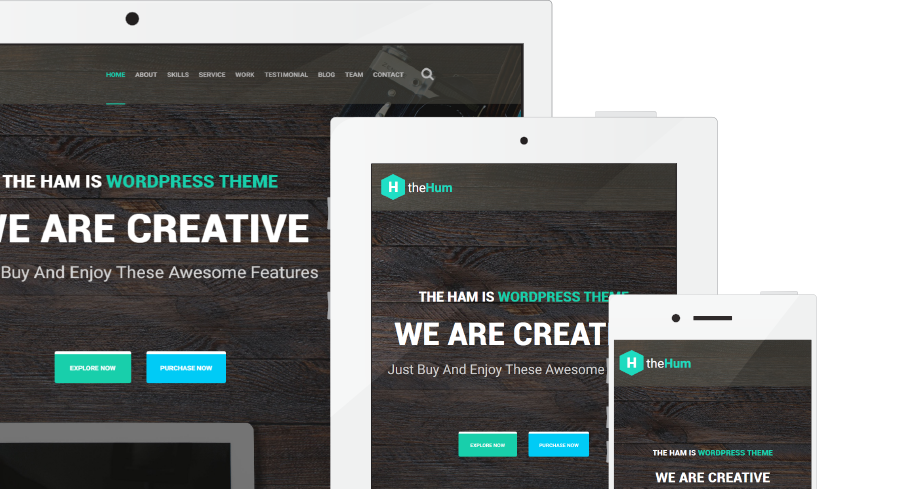 HOME ABOUT SKILLS SERVICE WORK TESTIMONIAL BLOG TEAM CONTACT
THE HAM IS WORDPRESS THEME
WE ARE CREATIVE
Buy And Enjoy These Awesome Features
EXPLORE NOW PURCHASE NOW
H theHum
THE HAM IS WORDPRESS THEME
WE ARE CREAT
Just Buy And Enjoy These Awesome
EXPLORE NOW PURCHASE NOW
H theHum
THE HAM IS WORDPRESS THEME
WE ARE CREATIVE